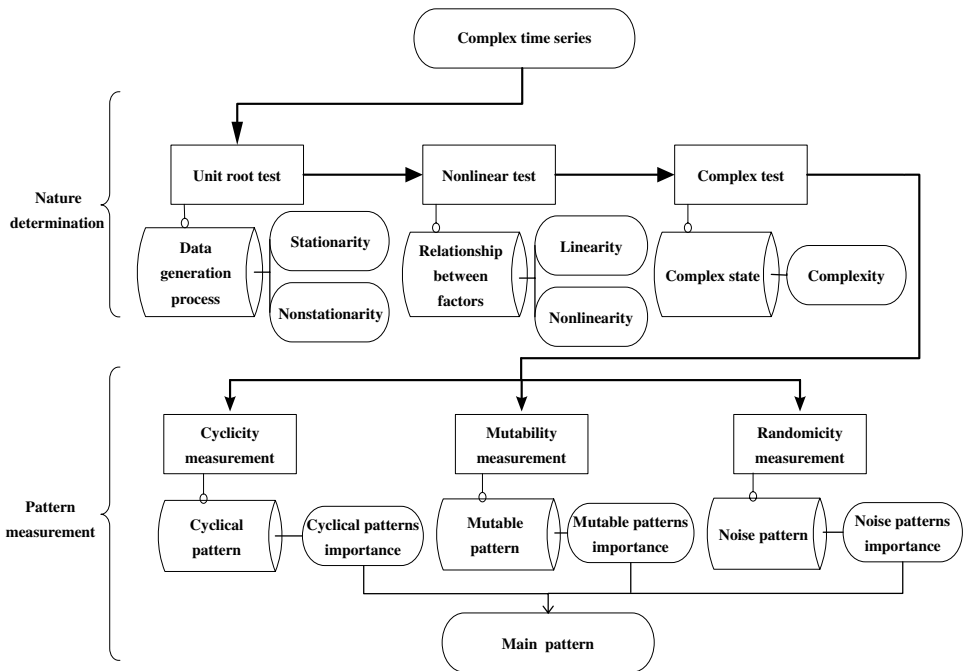 Complex time series
Nature
determination
Unit root test
Nonlinear test
Complex test
Data
generation
process
Stationarity
Nonstationarity
Relationship
between
factors
Linearity
Nonlinearity
Complex state
Complexity
Pattern
measurement
Cyclicity
measurement
Mutability
measurement
Randomicity
measurement
Cyclical
pattern
Cyclical patterns
importance
Mutable
pattern
Mutable patterns
importance
Noise pattern
Noise patterns
importance
Main pattern